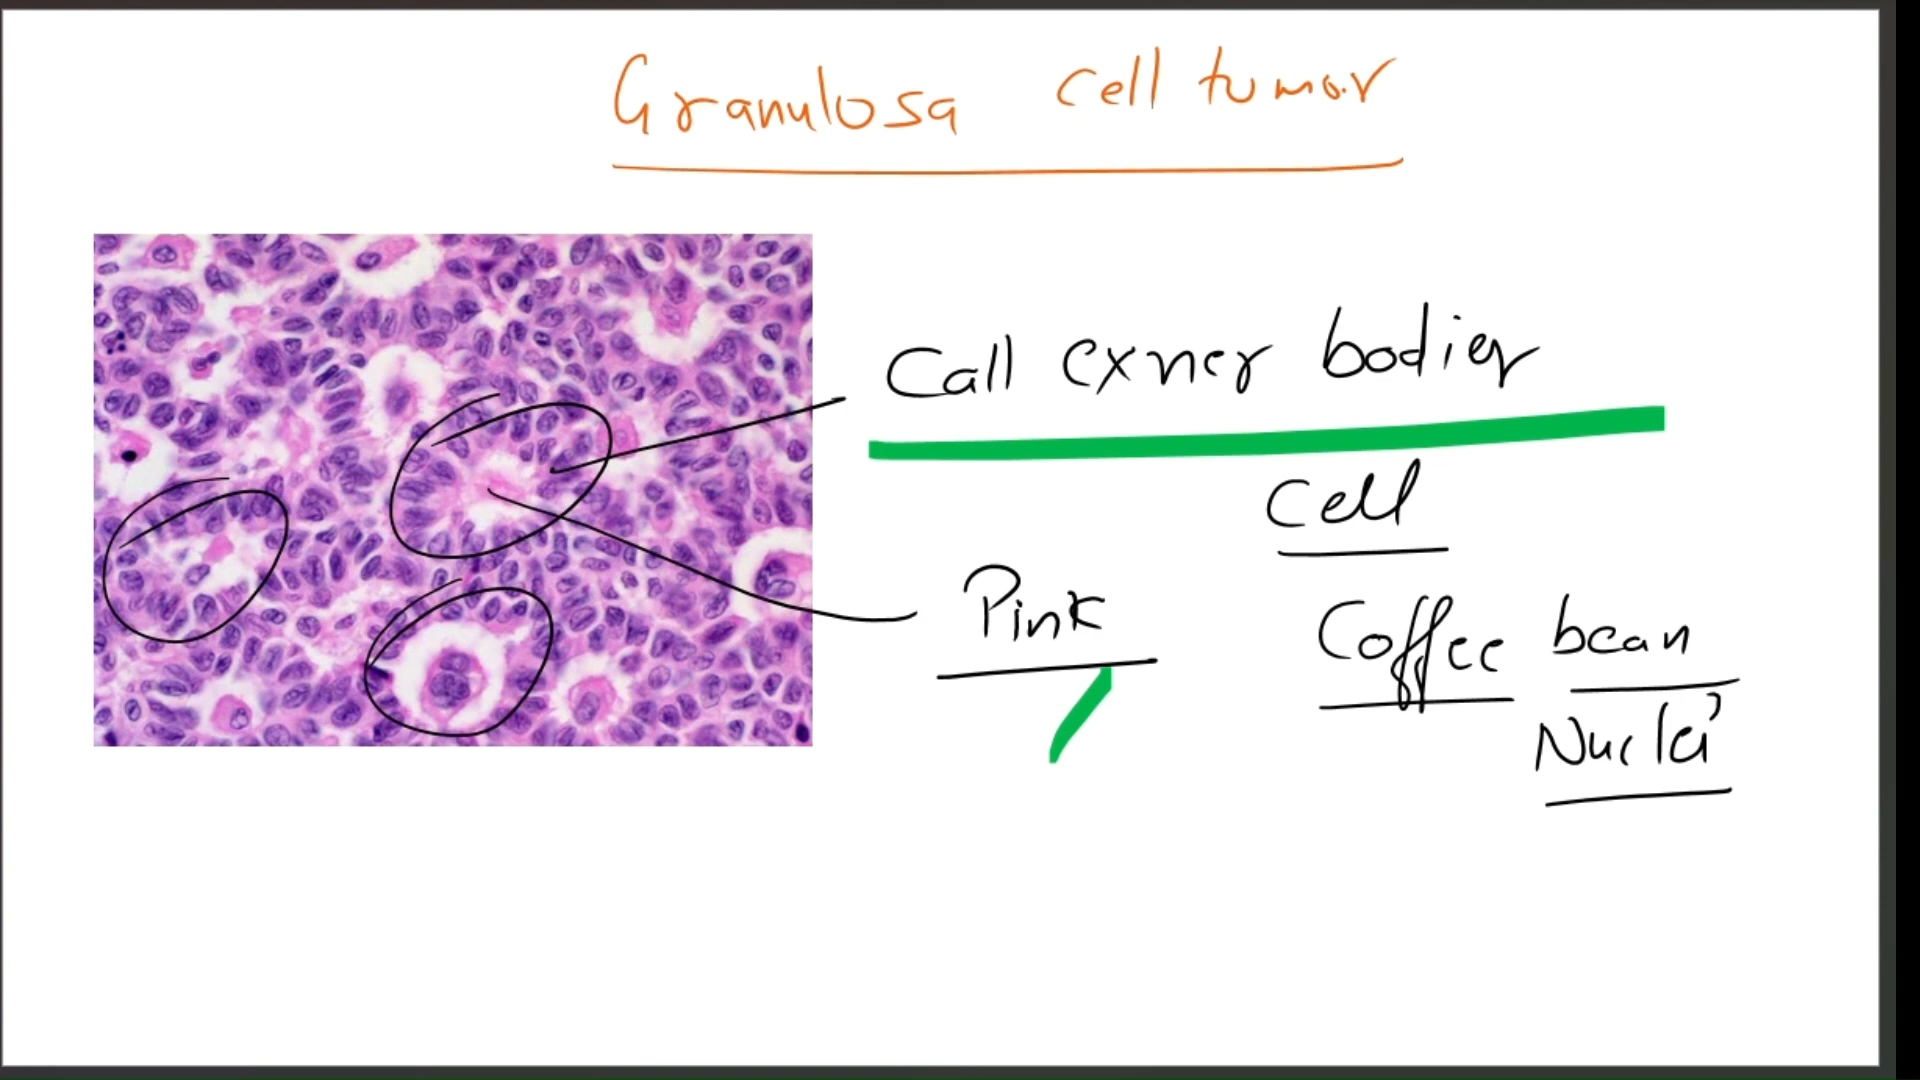 Granulosa cell tumor
Call exner bodies
Cell
Pink
Coffee bean
Nuclei